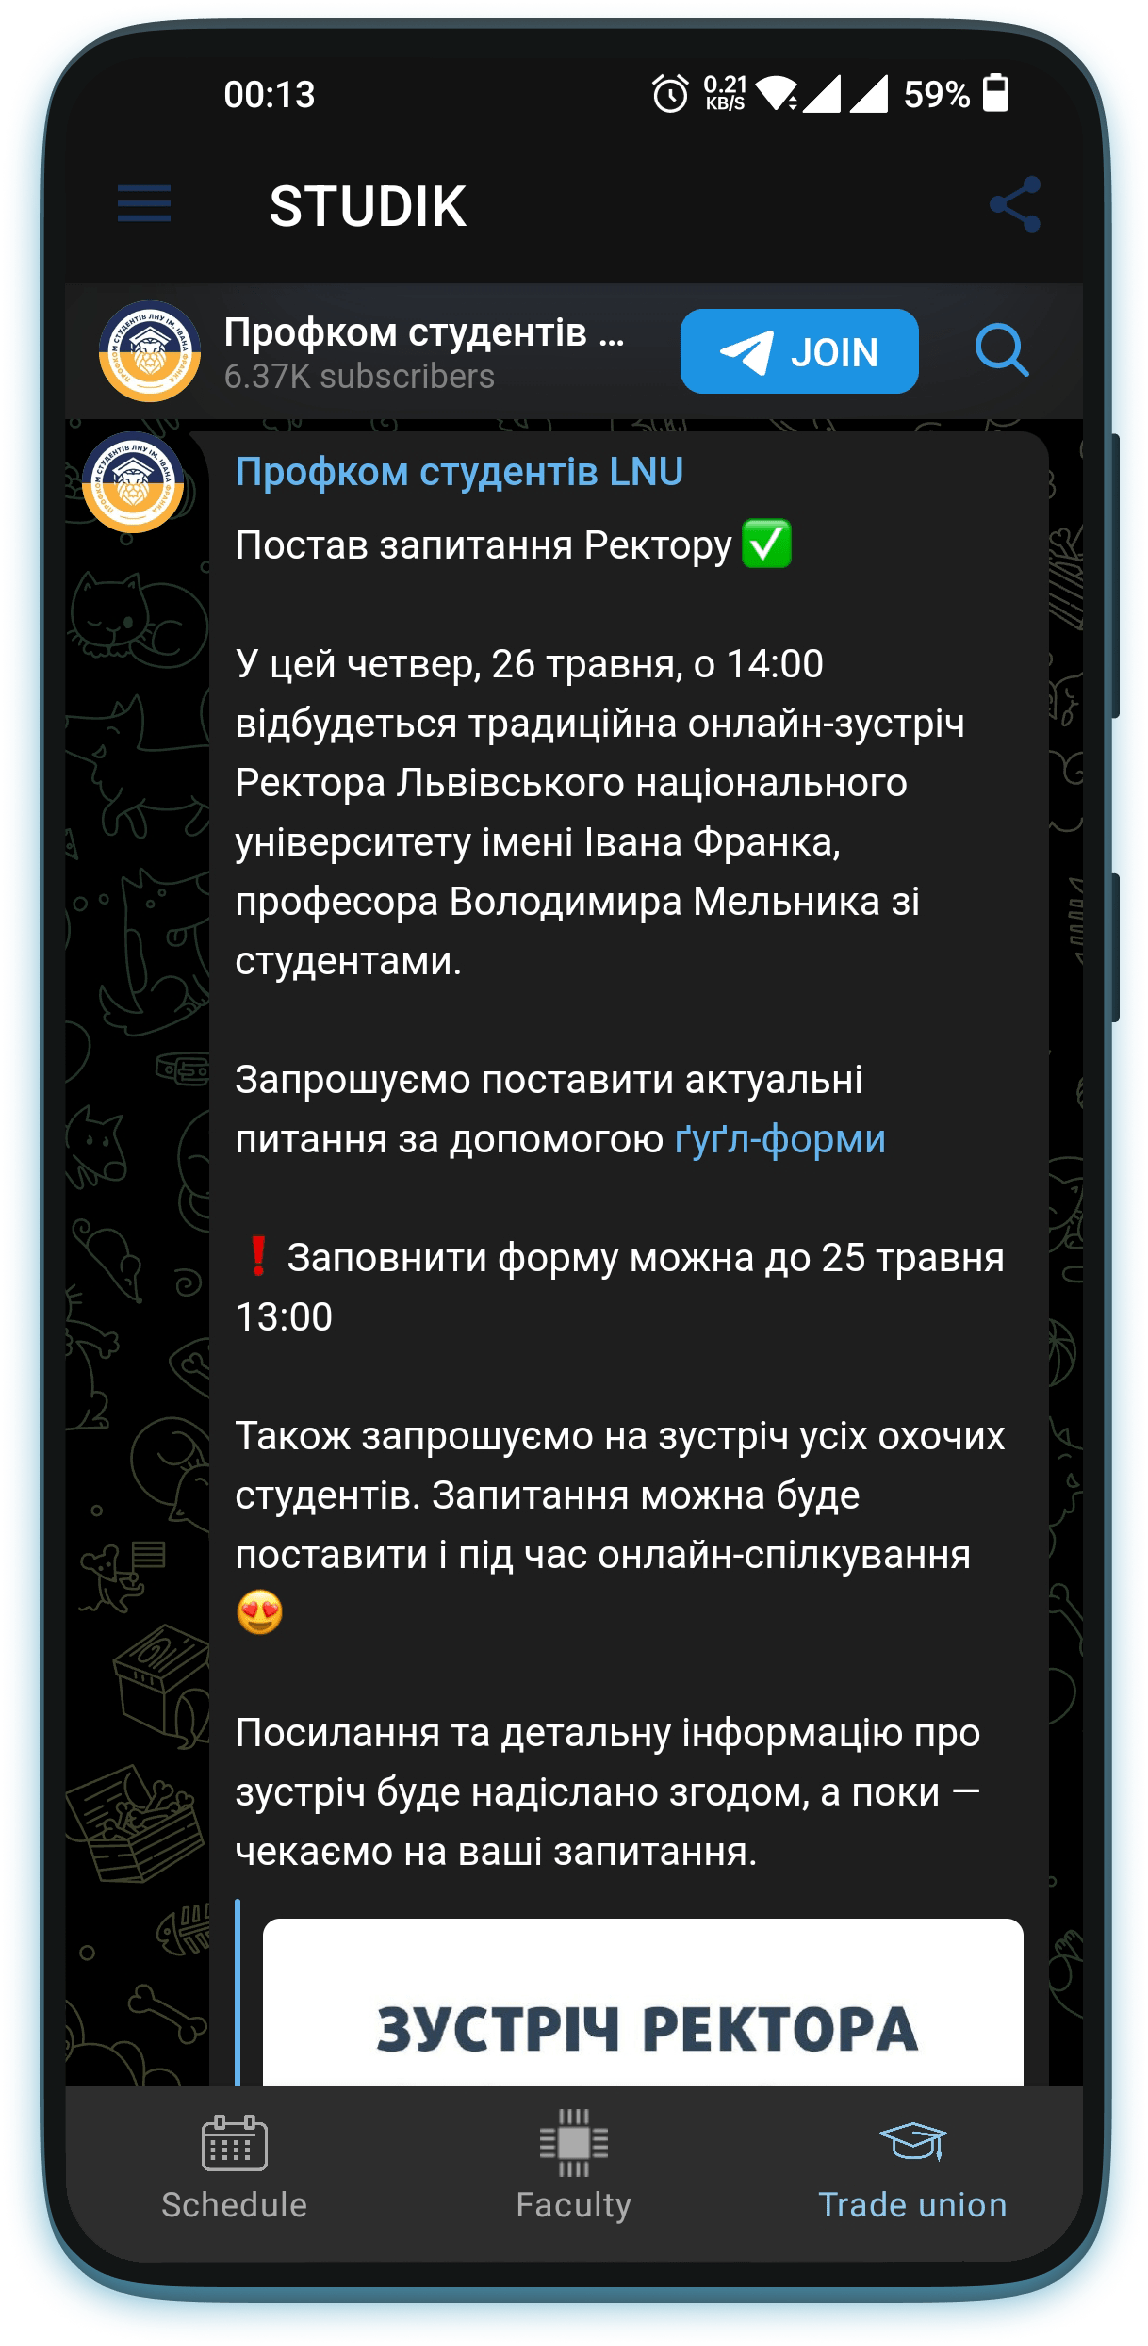 00:13
0.21
KB/S
59%
STUDIK
Профком студентів ...
6.37K subscribers
JOIN
Профком студентів LNU
Постав запитання Ректору ✅
У цей четвер, 26 травня, о 14:00
відбудеться традиційна онлайн-зустріч
Ректора Львівського національного
університету імені Івана Франка,
професора Володимира Мельника зі
студентами.
Запрошуємо поставити актуальні
питання за допомогою ґуґл-форми
❗ Заповнити форму можна до 25 травня
13:00
Також запрошуємо на зустріч усіх охочих
студентів. Запитання можна буде
поставити і під час онлайн-спілкування
😍
Посилання та детальну інформацію про
зустріч буде надіслано згодом, а поки —
чекаємо на ваші запитання.
ЗУСТРІЧ РЕКТОРА
Schedule
Faculty
Trade union